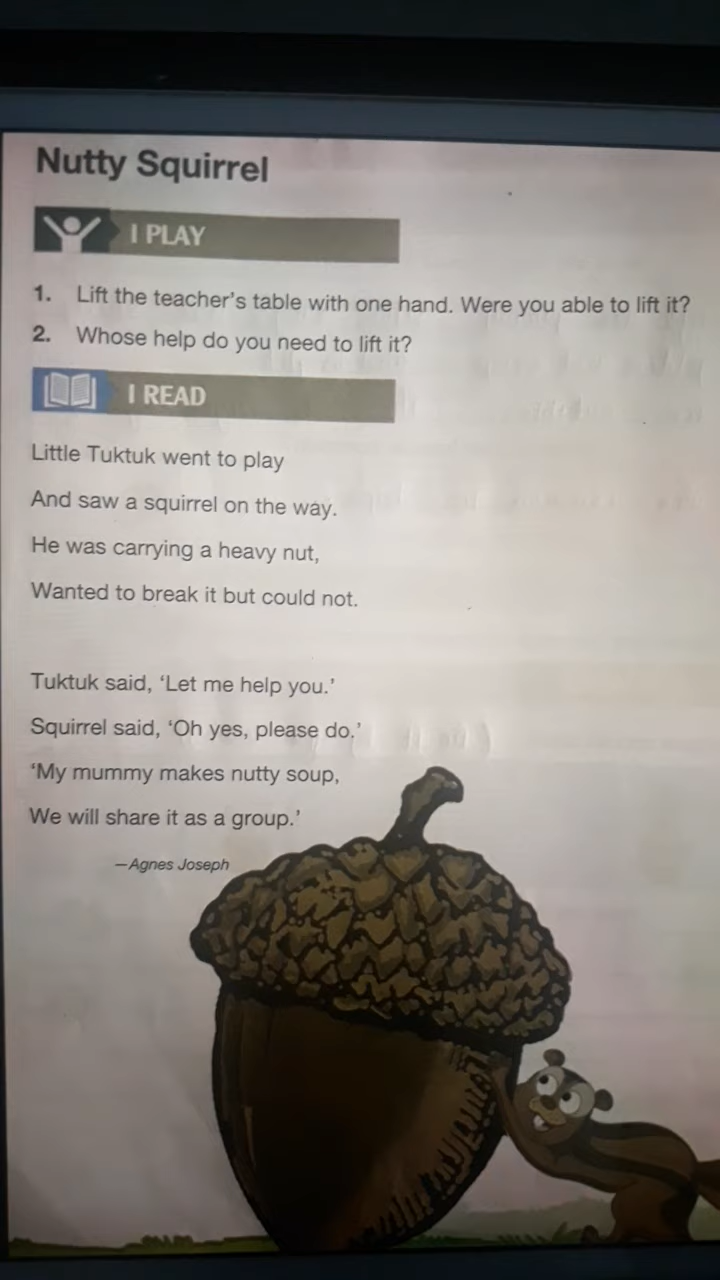 Nutty Squirrel
I PLAY
1. Lift the teacher's table with one hand. Were you able to lift it?
2. Whose help do you need to lift it?
I READ
Little Tuktuk went to play
And saw a squirrel on the way.
He was carrying a heavy nut,
Wanted to break it but could not.
Tuktuk said, ‘Let me help you.’
Squirrel said, ‘Oh yes, please do.’
‘My mummy makes nutty soup,
We will share it as a group.’
—Agnes Joseph